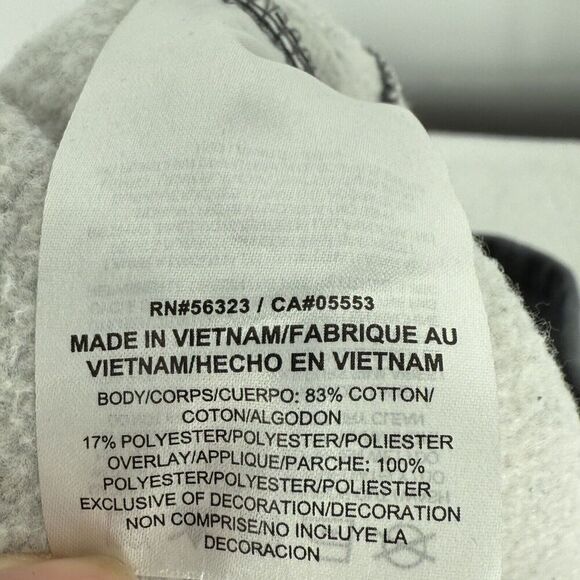 RN#56323 / CA#05553
MADE IN VIETNAM/FABRIQUE AU
VIETNAM/HECHO EN VIETNAM
BODY/CORPS/CUERPO: 83% COTTON/
COTON/ALGODON
17% POLYESTER/POLYESTER/POLIESTER
OVERLAY/APPLIQUE/PARCHE: 100%
POLYESTER/POLYESTER/POLIESTER
EXCLUSIVE OF DECORATION/DECORATION
NON COMPRISE/NO INCLUYE LA
DECORACION